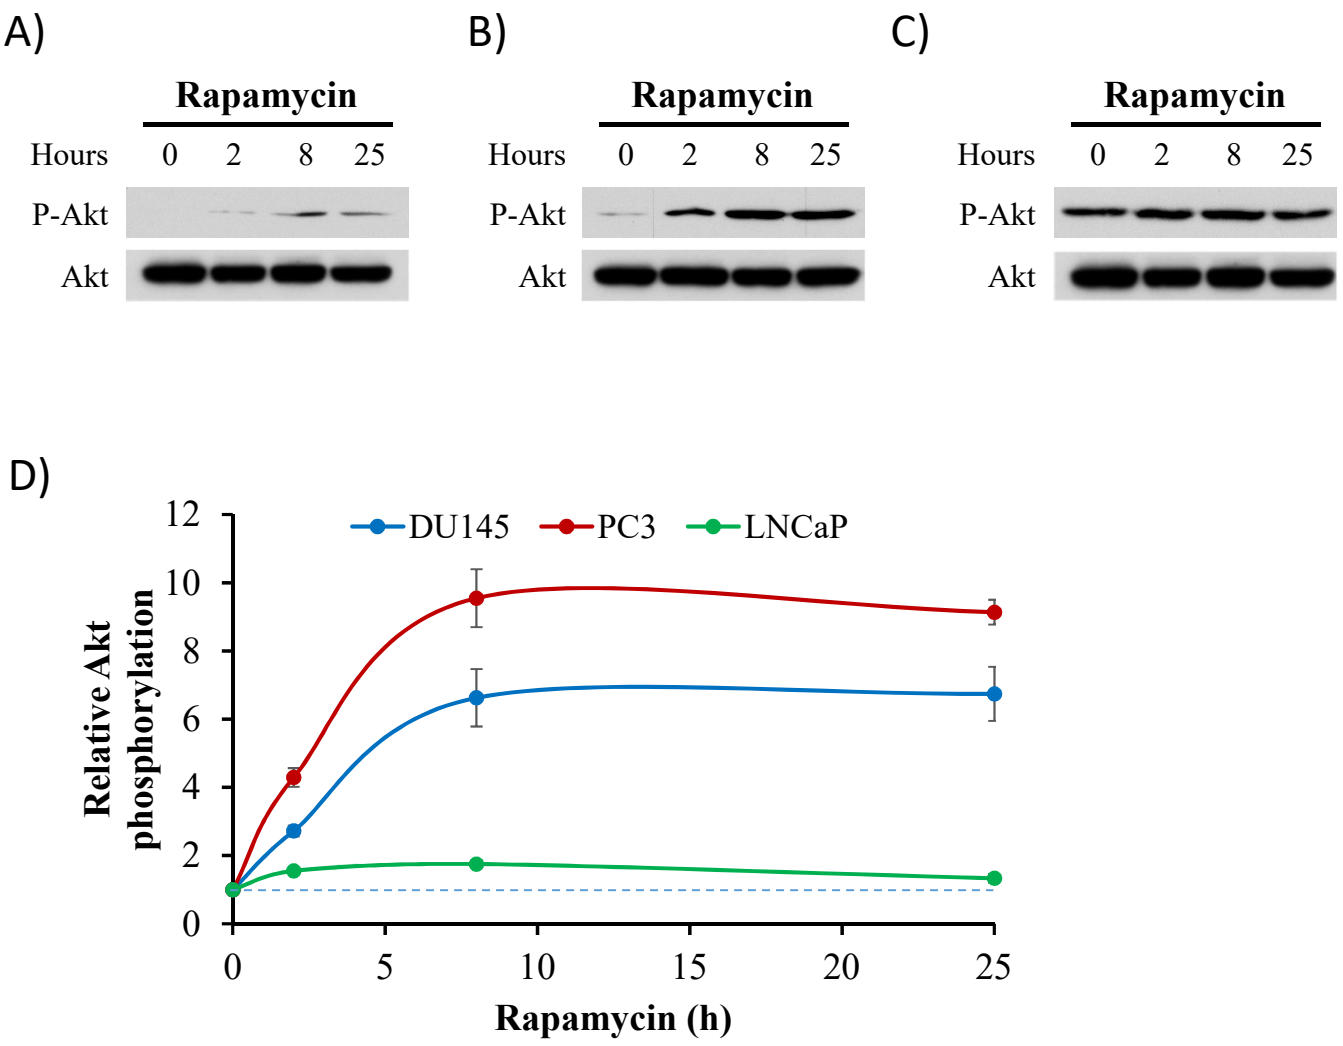 A)
B)
C)
Rapamycin
Rapamycin
Rapamycin
Hours 0 2 8 25
Hours 0 2 8 25
Hours 0 2 8 25
P-Akt
P-Akt
P-Akt
Akt
Akt
Akt
D)
DU145 PC3 LNCaP
Relative Akt
phosphorylation
12
10
8
6
4
2
0
0 5 10 15 20 25
Rapamycin (h)